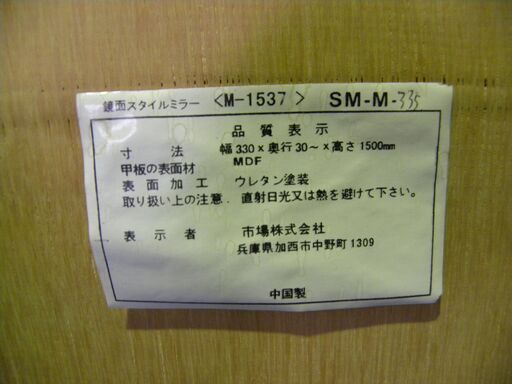 鏡面スタイルミラー <M-1537> SM-M-335
品質表示
寸法 幅330×奥行30～×高さ1500mm
甲板の表面材 MDF
表面加工 ウレタン塗装
取り扱い上の注意. 直射日光又は熱を避けて下さい。
表示者 市場株式会社
兵庫県加西市中野町1309
中国製